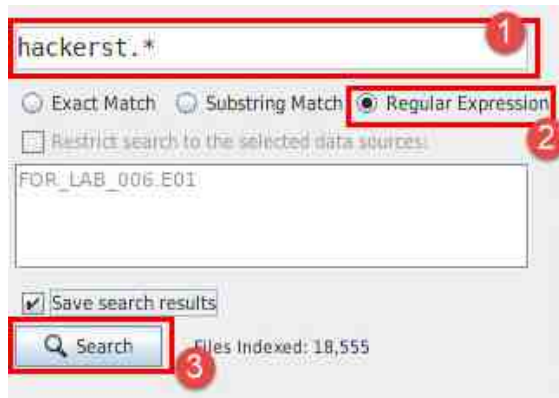 hackerst.*
1
Exact Match Substring Match Regular Expression
2
Restrict search to the selected data sources:
FOR_LAB_006.E01
Save search results
Search Files Indexed: 18,555
3